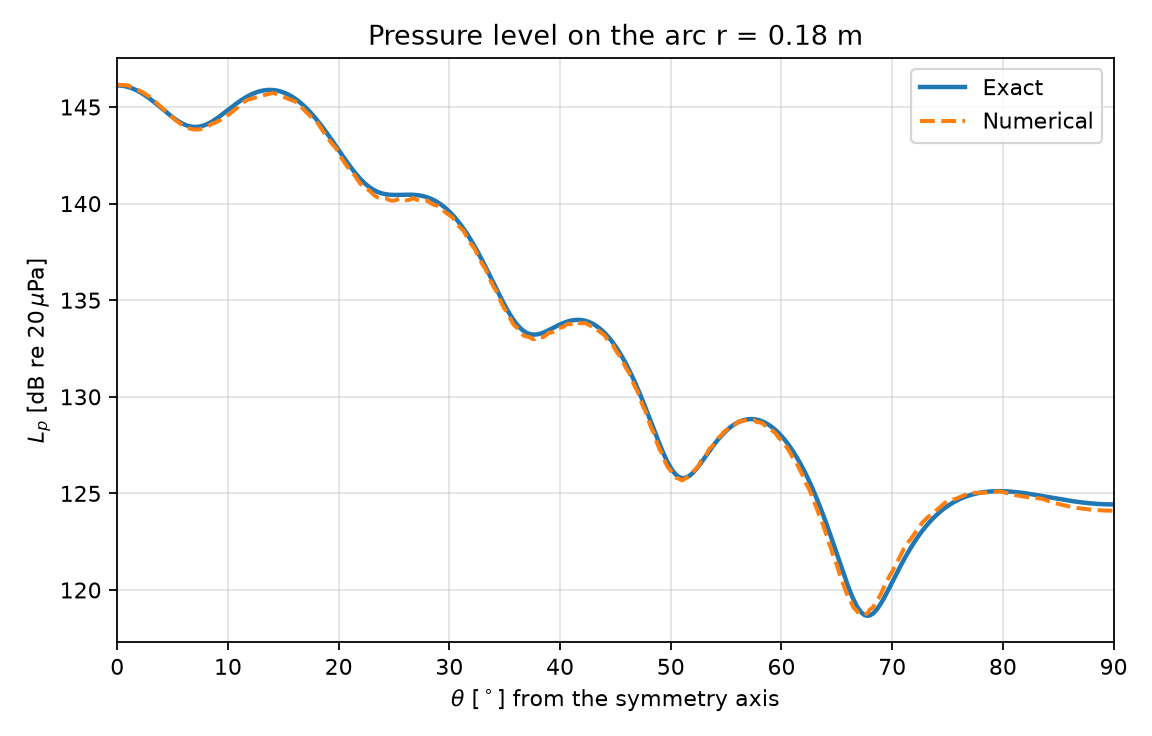 Pressure level on the arc r = 0.18 m
Exact
Numerical
145
140
135
130
125
120
L_p [dB re 20 μPa]
0 10 20 30 40 50 60 70 80 90
θ [°] from the symmetry axis